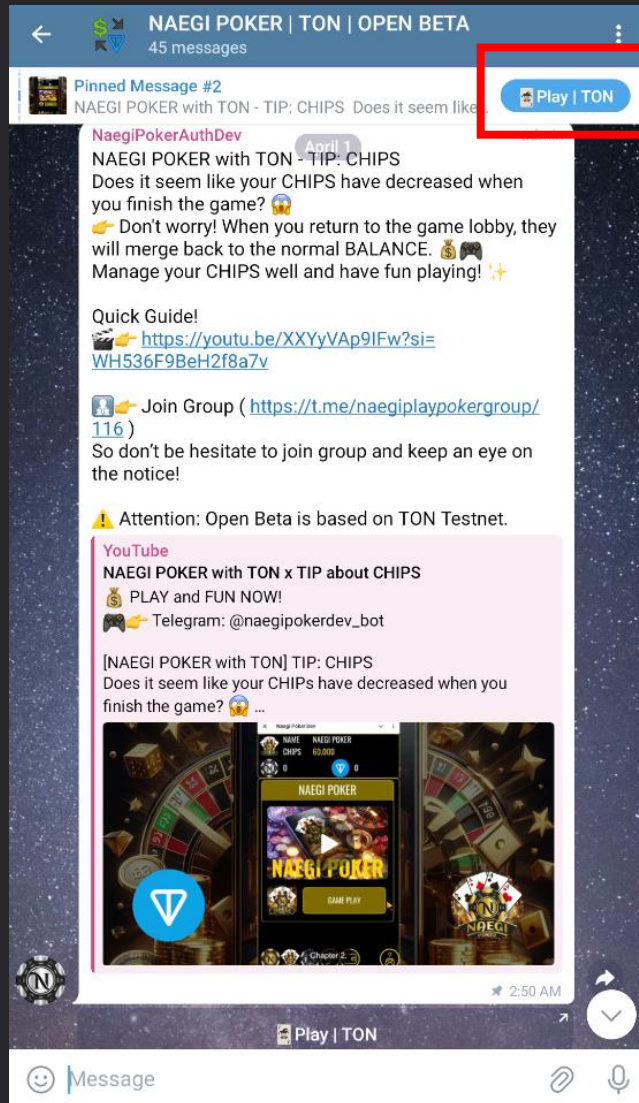 NAEGI POKER | TON | OPEN BETA
45 messages
Pinned Message #2
NAEGI POKER with TON - TIP: CHIPS Does it seem like..
🃏Play | TON
NaegiPokerAuthDev
April 1
NAEGI POKER with TON - TIP: CHIPS
Does it seem like your CHIPS have decreased when
you finish the game? 😱
👉 Don't worry! When you return to the game lobby, they
will merge back to the normal BALANCE. 💰🎮
Manage your CHIPS well and have fun playing! ✨
Quick Guide!
🎬👉 https://youtu.be/XXYyVAp9IFw?si=
WH536F9BeH2f8a7v
👤👉 Join Group ( https://t.me/naegiplaypokergroup/
116 )
So don't be hesitate to join group and keep an eye on
the notice!
⚠️ Attention: Open Beta is based on TON Testnet.
YouTube
NAEGI POKER with TON x TIP about CHIPS
💰 PLAY and FUN NOW!
🎮👉 Telegram: @naegipokerdev_bot
[NAEGI POKER with TON] TIP: CHIPS
Does it seem like your CHIPs have decreased when you
finish the game? 😱 ...
Naegi Poker Dev
NAME NAEGI POKER
CHIPS 60,000
0 0
NAEGI POKER
NAEGI POKER
GAME PLAY
Chapter 2.
N
NAEGI
N
2:50 AM
🃏Play | TON
Message